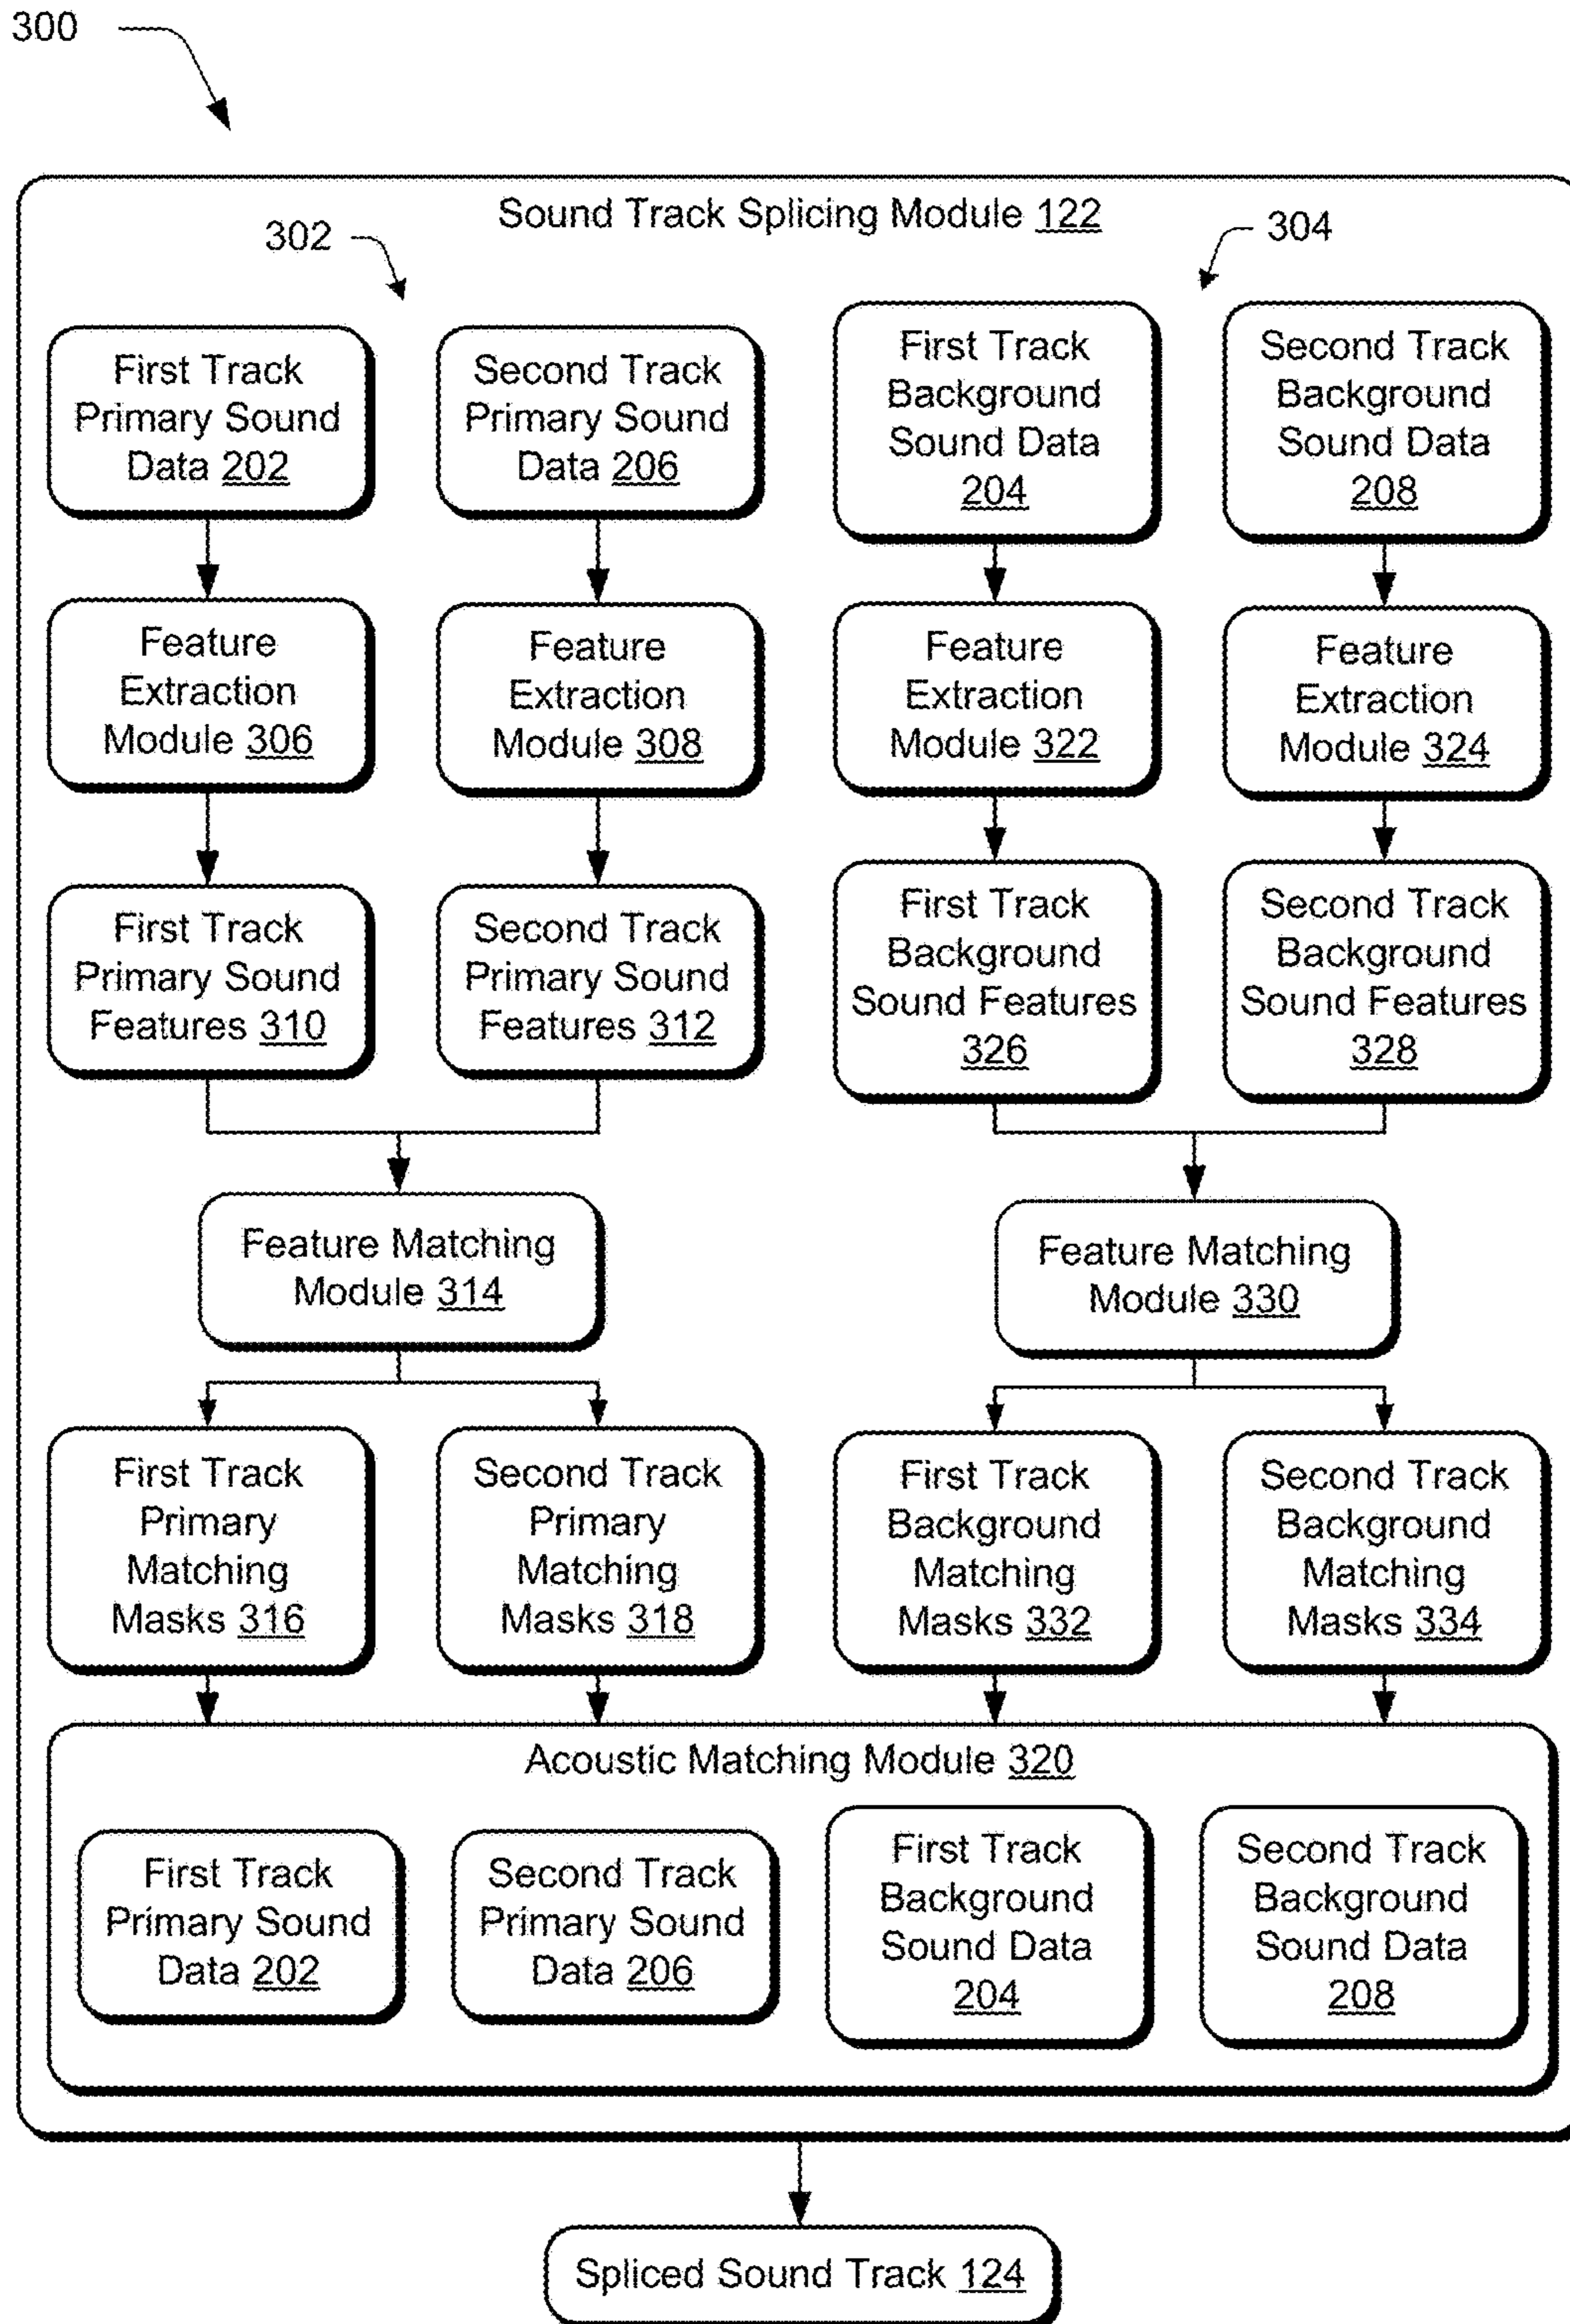 300
Sound Track Splicing Module 122
302
304
First Track
Primary Sound
Data 202
Second Track
Primary Sound
Data 206
First Track
Background
Sound Data
204
Second Track
Background
Sound Data
208
Feature
Extraction
Module 306
Feature
Extraction
Module 308
Feature
Extraction
Module 322
Feature
Extraction
Module 324
First Track
Primary Sound
Features 310
Second Track
Primary Sound
Features 312
First Track
Background
Sound Features
326
Second Track
Background
Sound Features
328
Feature Matching
Module 314
Feature Matching
Module 330
First Track
Primary
Matching
Masks 316
Second Track
Primary
Matching
Masks 318
First Track
Background
Matching
Masks 332
Second Track
Background
Matching
Masks 334
Acoustic Matching Module 320
First Track
Primary Sound
Data 202
Second Track
Primary Sound
Data 206
First Track
Background
Sound Data
204
Second Track
Background
Sound Data
208
Spliced Sound Track 124